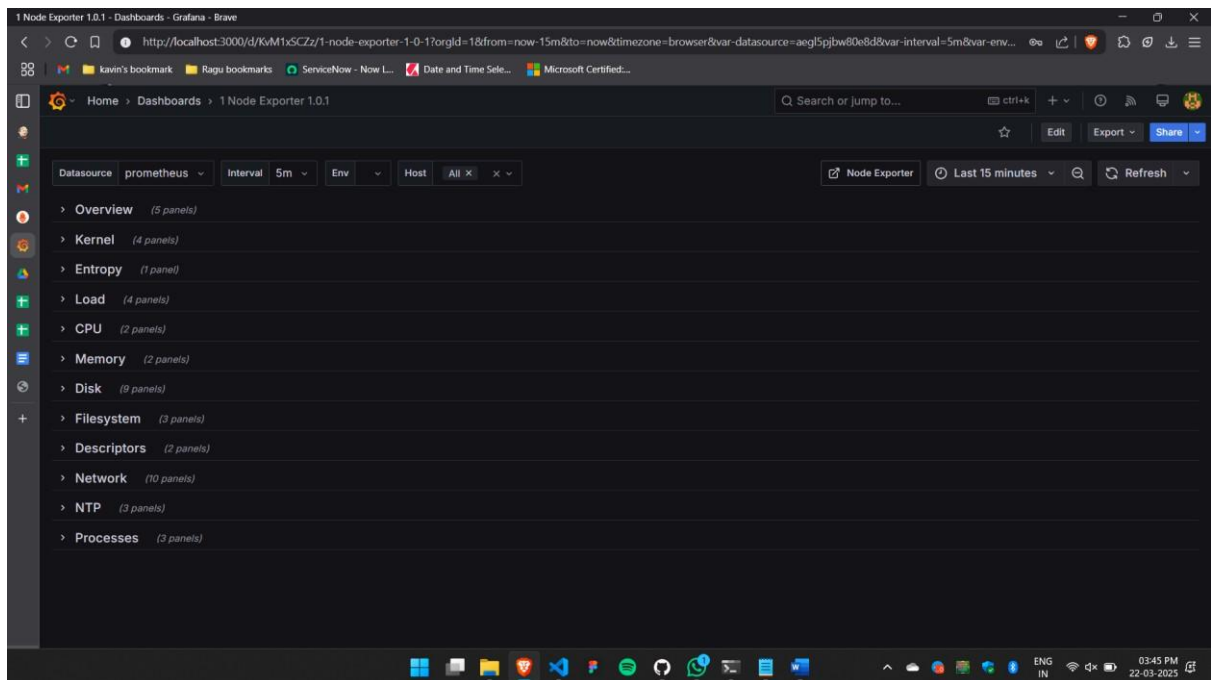 1 Node Exporter 1.0.1 - Dashboards - Grafana - Brave
http://localhost:3000/d/KvM1xSCZz/1-node-exporter-1-0-1?orgId=1&from=now-15m&to=now&timezone=browser&var-datasource=aegl5pjbw80e8d&var-interval=5m&var-env...
kavin's bookmark Ragu bookmarks ServiceNow - Now L... Date and Time Sele... Microsoft Certified:...
Home > Dashboards > 1 Node Exporter 1.0.1 Search or jump to... ctrl+k
Edit Export Share
Datasource prometheus Interval 5m Env Host All × Node Exporter Last 15 minutes Refresh
Overview (5 panels)
Kernel (4 panels)
Entropy (1 panel)
Load (4 panels)
CPU (2 panels)
Memory (2 panels)
Disk (9 panels)
Filesystem (3 panels)
Descriptors (2 panels)
Network (10 panels)
NTP (3 panels)
Processes (3 panels)
ENG 03:45 PM
IN 22-03-2025